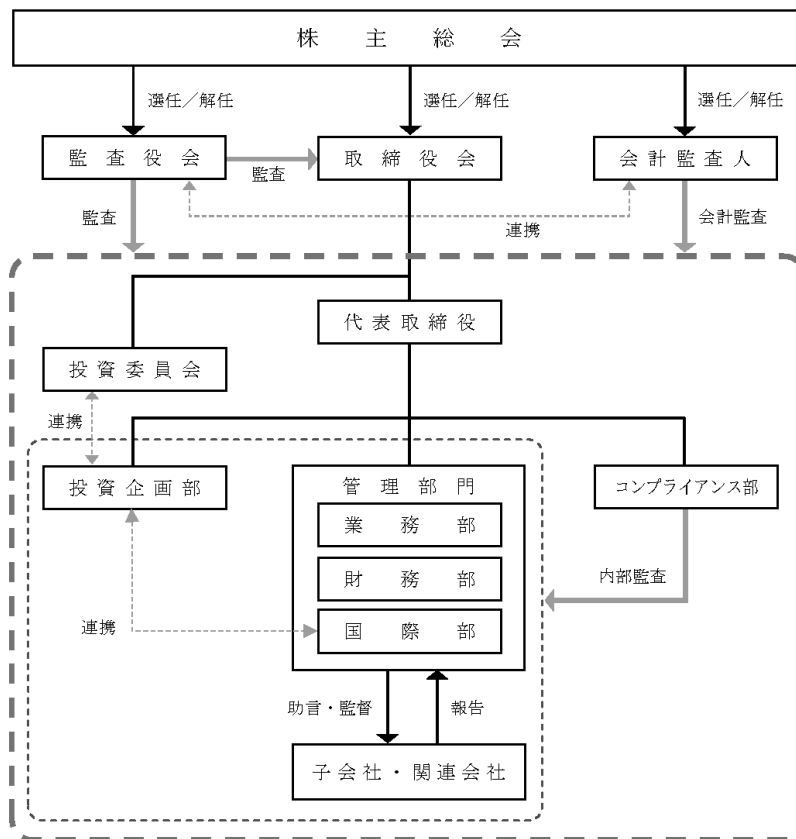 株主総会
選任／解任
選任／解任
選任／解任
監査役会
監査
取締役会
会計監査人
監査
連携
会計監査
代表取締役
投資委員会
連携
投資企画部
管理部門
コンプライアンス部
業務部
財務部
内部監査
国際部
連携
助言・監督
報告
子会社・関連会社